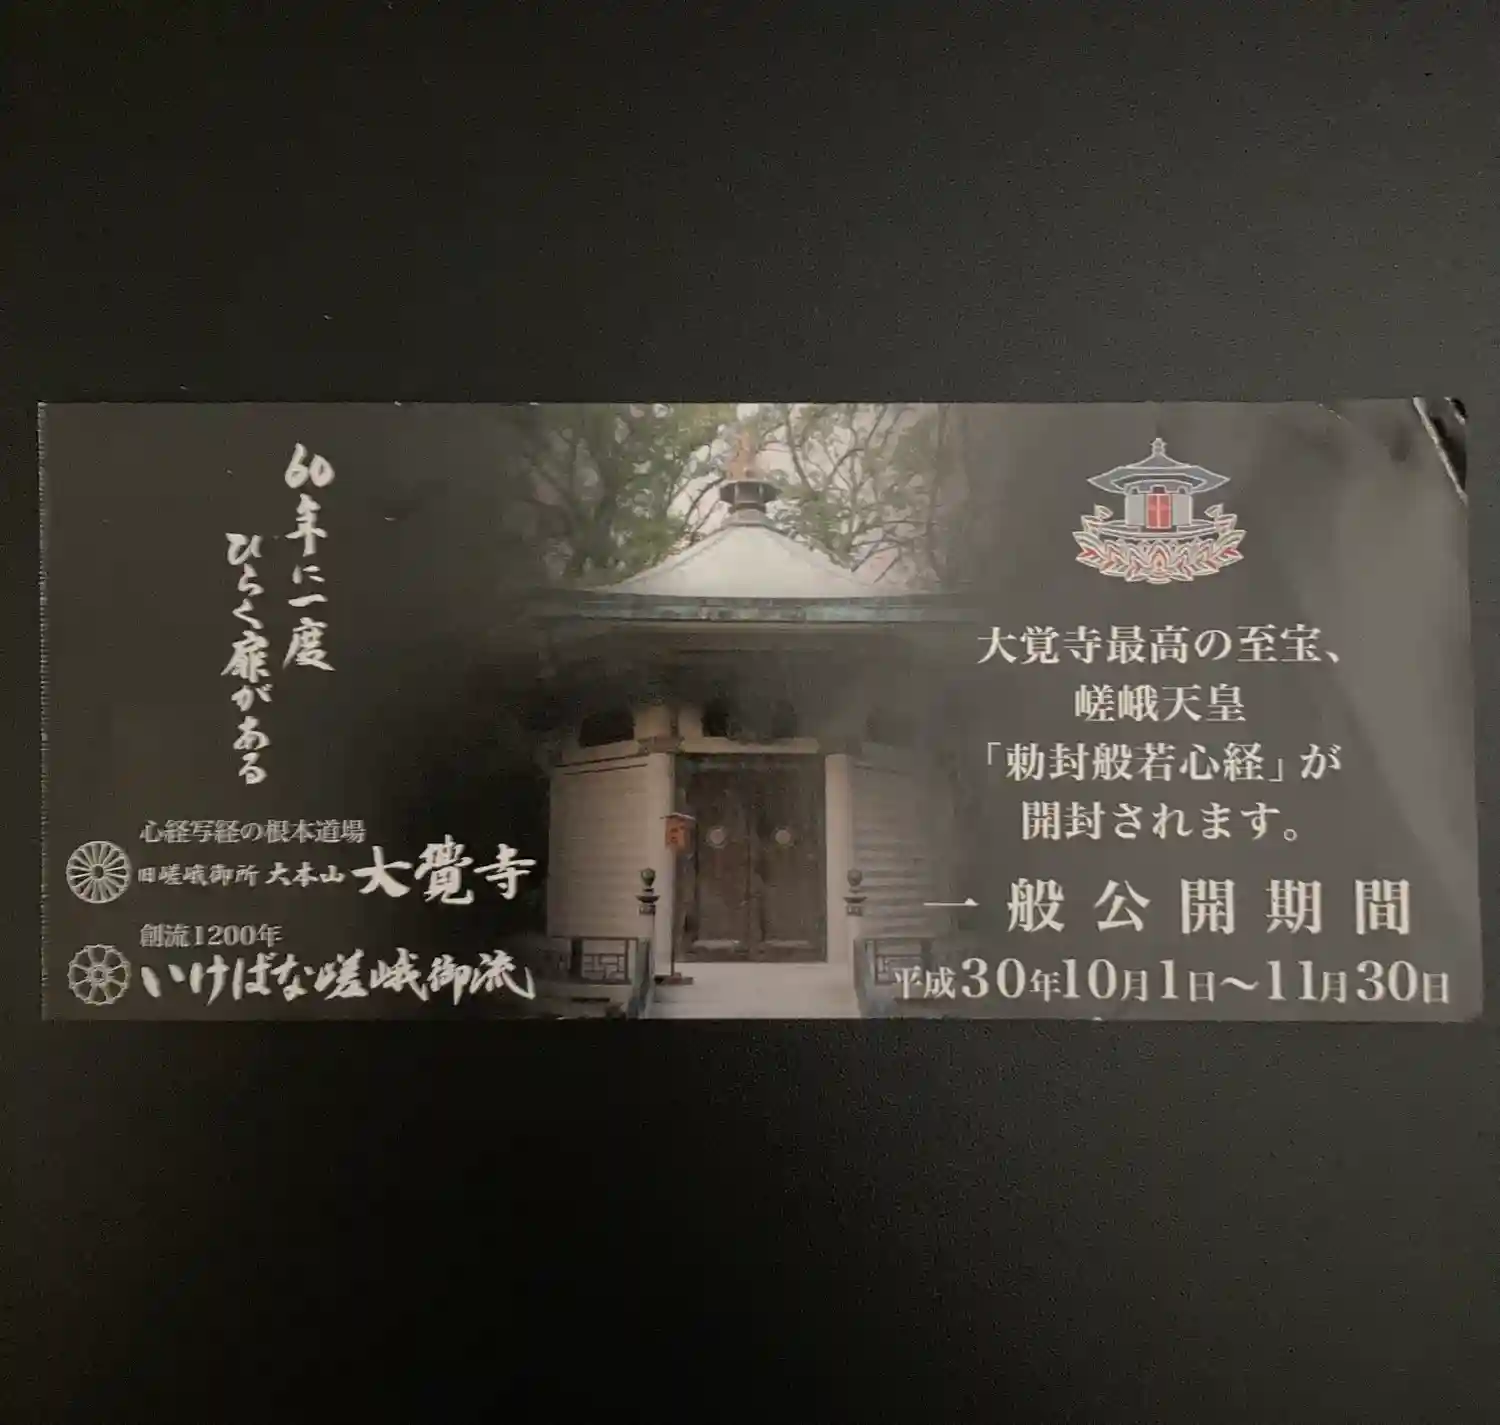 60年に一度
ひらく扉がある
心経写経の根本道場
旧嵯峨御所 大本山 大覺寺
創流1200年
いけばな嵯峨御流
大覚寺最高の至宝、
嵯峨天皇
「勅封般若心経」が
開封されます。
一般公開期間
平成30年10月1日〜11月30日